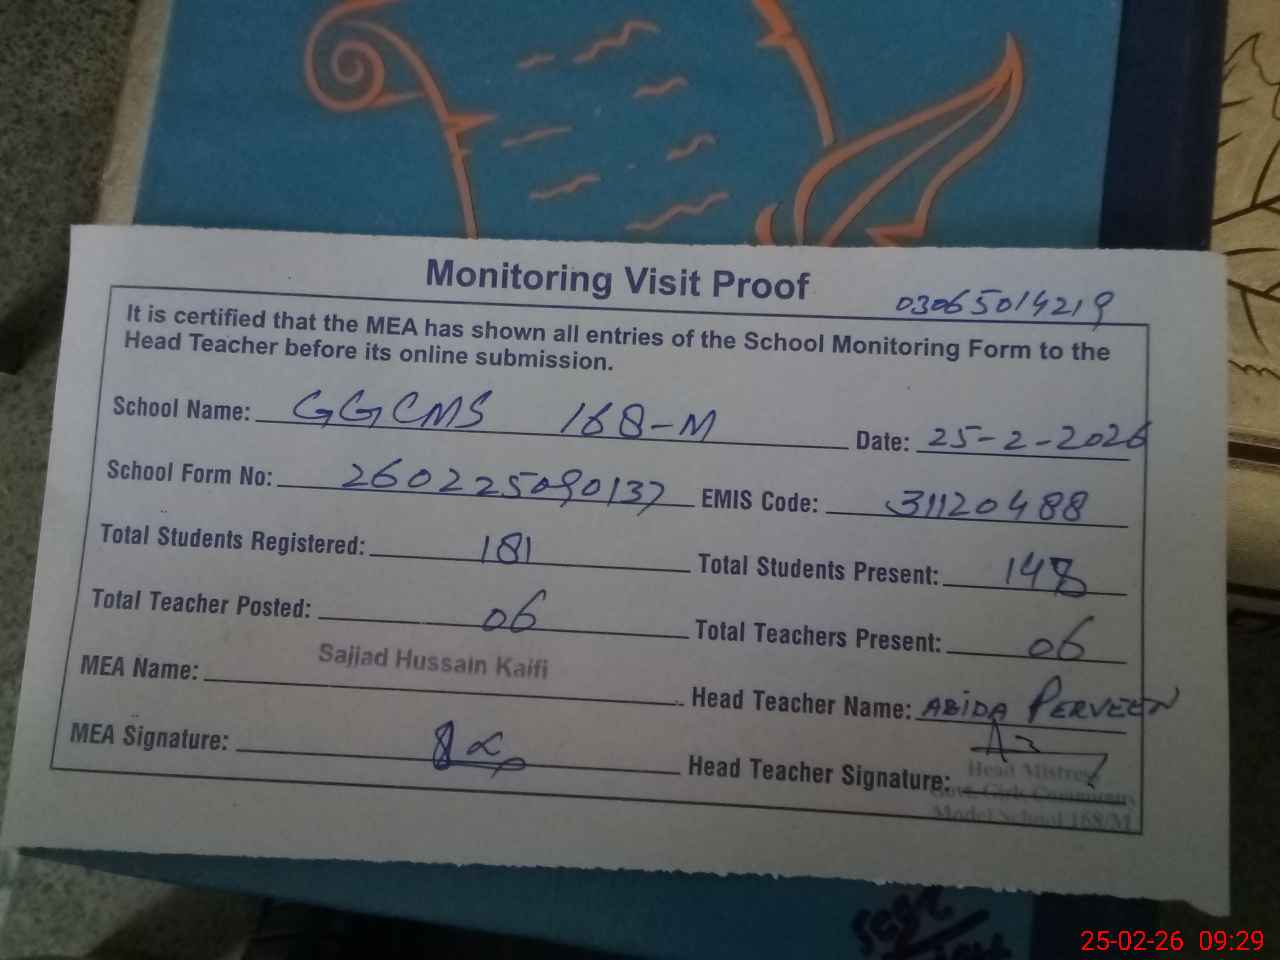 Monitoring Visit Proof
03065014219
It is certified that the MEA has shown all entries of the School Monitoring Form to the
Head Teacher before its online submission.
School Name: GGCMS 168-M Date: 25-2-2026
School Form No: 260225090137 EMIS Code: 31120488
Total Students Registered: 181 Total Students Present: 148
Total Teacher Posted: 06 Total Teachers Present: 06
MEA Name: Sajjad Hussain Kaifi Head Teacher Name: ABIDA PERVEEN
MEA Signature: Head Teacher Signature:
Head Mistress
Govt. Girls Community
Model School 168/M
25-02-26 09:29